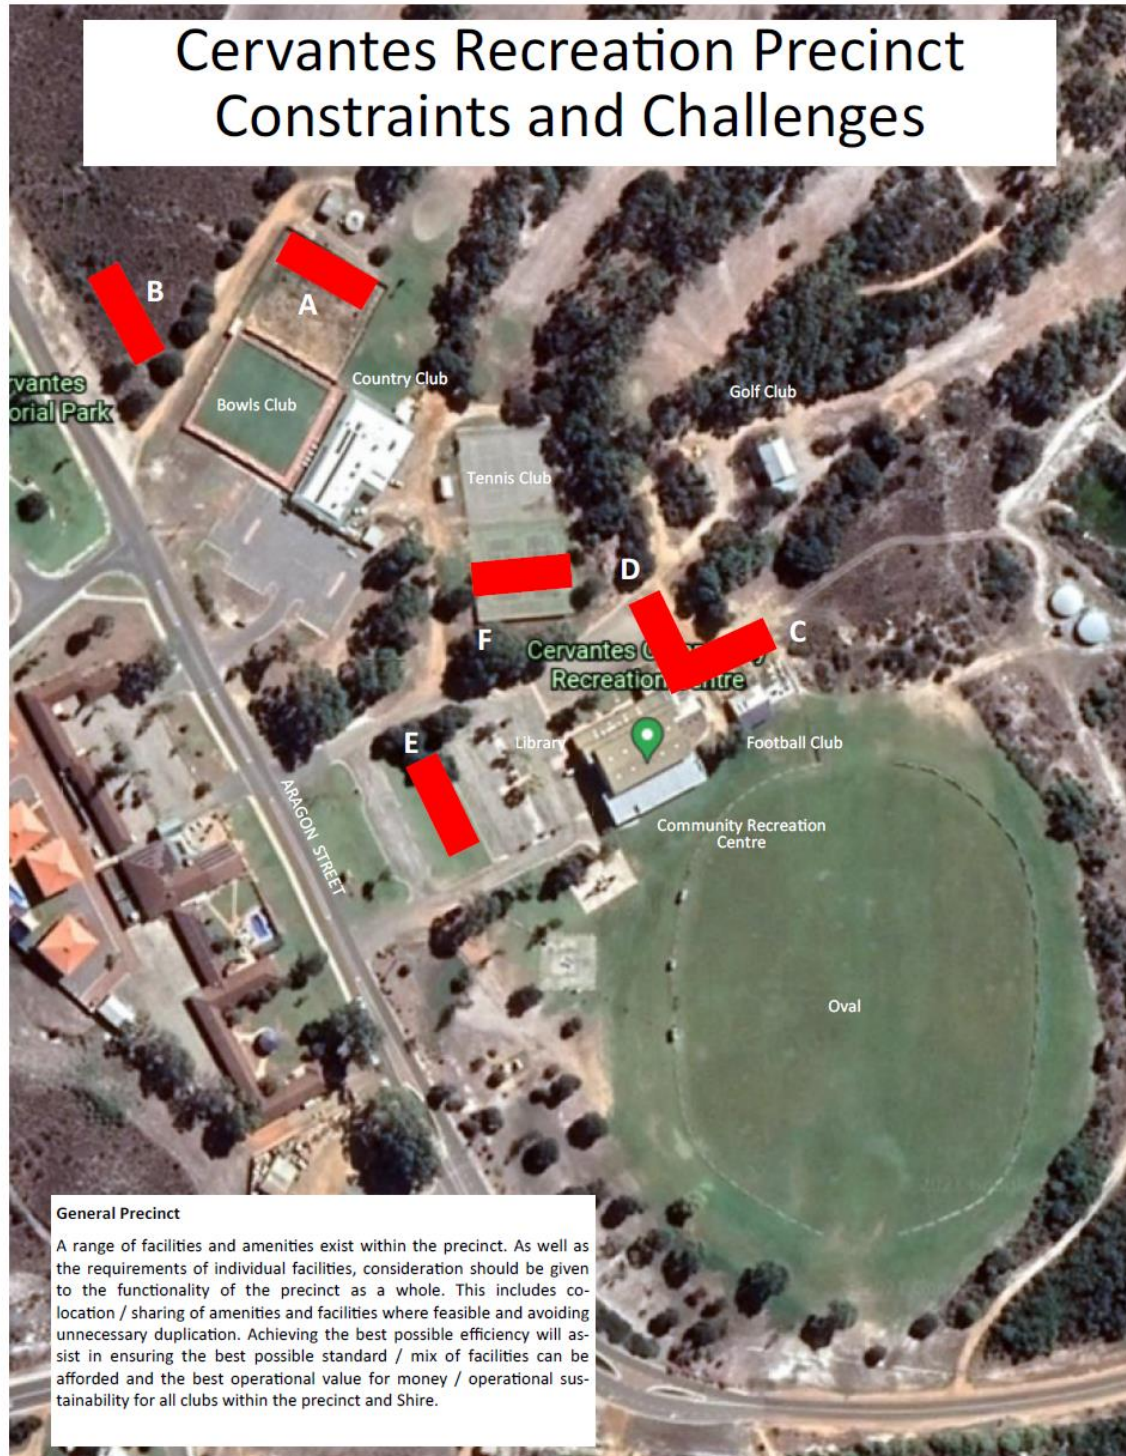 Cervantes Recreation Precinct
Constraints and Challenges
B
A
rvantes
orial Park
Country Club
Bowls Club
Golf Club
Tennis Club
D
C
F
Cervantes
Recreation
E
Library
Football Club
ARAGON STREET
Community Recreation
Centre
Oval
General Precinct
A range of facilities and amenities exist within the precinct. As well as
the requirements of individual facilities, consideration should be given
to the functionality of the precinct as a whole. This includes co-
location / sharing of amenities and facilities where feasible and avoiding
unnecessary duplication. Achieving the best possible efficiency will as-
sist in ensuring the best possible standard / mix of facilities can be
afforded and the best operational value for money / operational sus-
tainability for all clubs within the precinct and Shire.